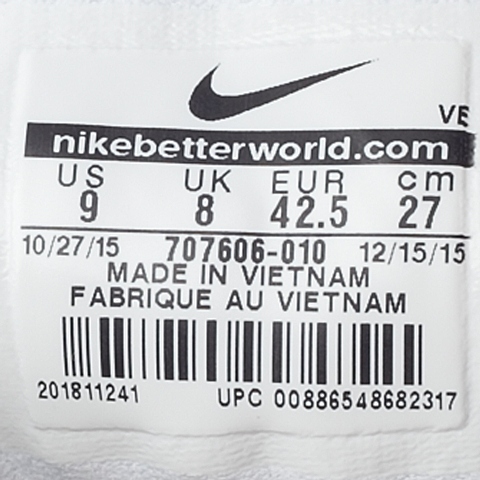 VE
nikebetterworld.com
US UK EUR cm
9 8 42.5 27
10/27/15 707606-010 12/15/15
MADE IN VIETNAM
FABRIQUE AU VIETNAM
201811241 UPC 00886548682317